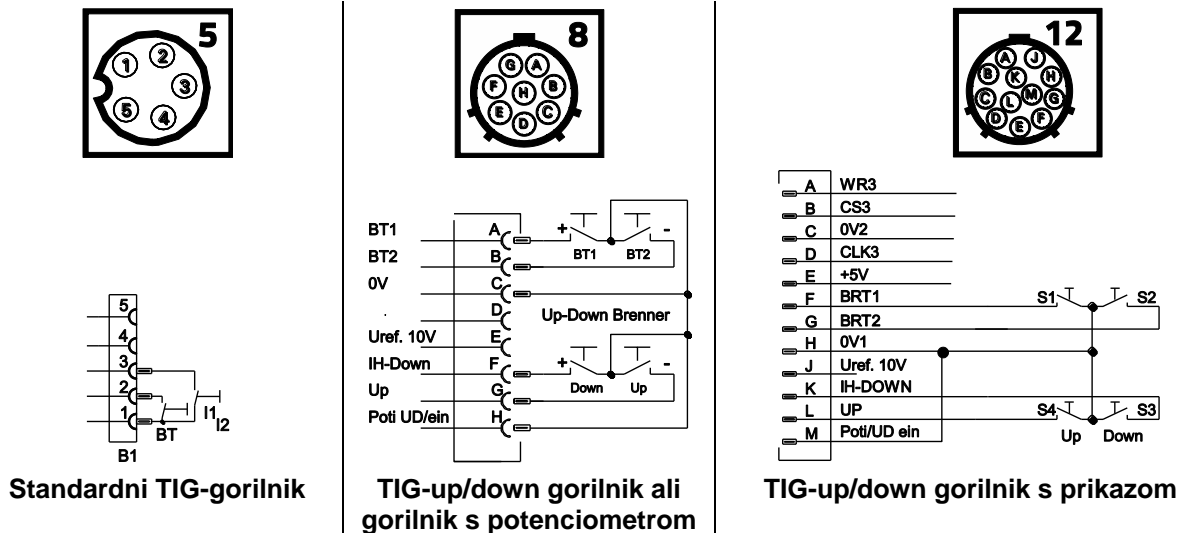 5
1
2
3
5
4
5
4
3
2
1
BT
I1
I2
B1
Standardni TIG-gorilnik
8
G A
F B
H
E C
D
BT1 A + BT1 BT2 -
BT2 B
0V C
D Up-Down Brenner
Uref. 10V E
IH-Down F + Down Up -
Up G
Poti UD/ein H
TIG-up/down gorilnik ali
gorilnik s potenciometrom
12
A J
B K H
C L M G
D F
E
A WR3
B CS3
C 0V2
D CLK3
E +5V
F BRT1 S1 S2
G BRT2
H 0V1
J Uref. 10V
K IH-DOWN
L UP S4 S3
M Poti/UD ein Up Down
TIG-up/down gorilnik s prikazom